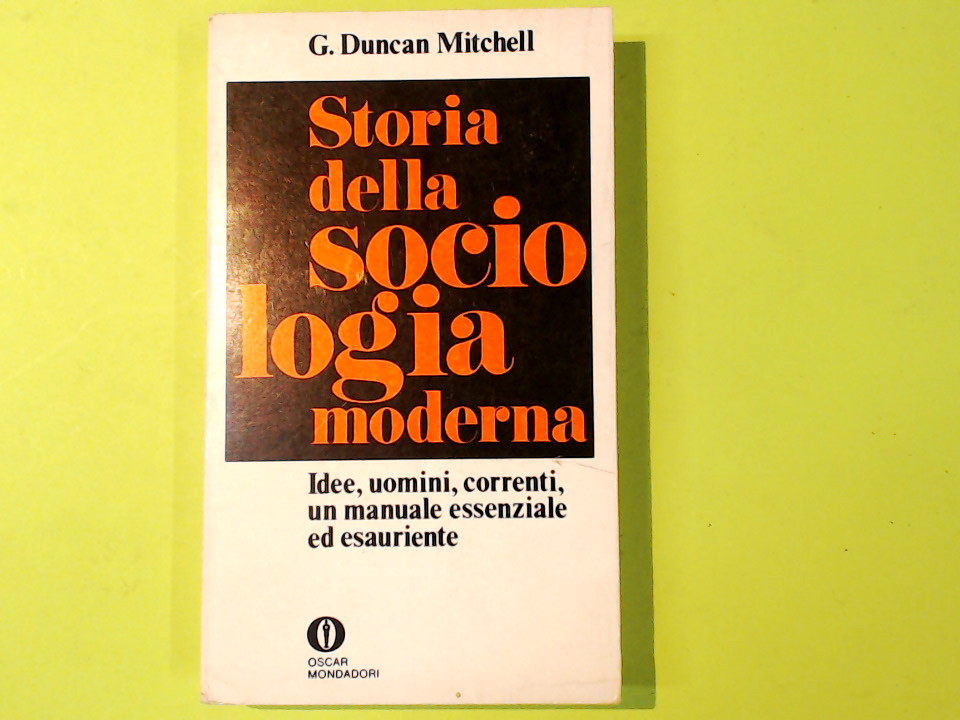 G. Duncan Mitchell
Storia
della
socio
logia
moderna
Idee, uomini, correnti,
un manuale essenziale
ed esauriente
OSCAR
MONDADORI